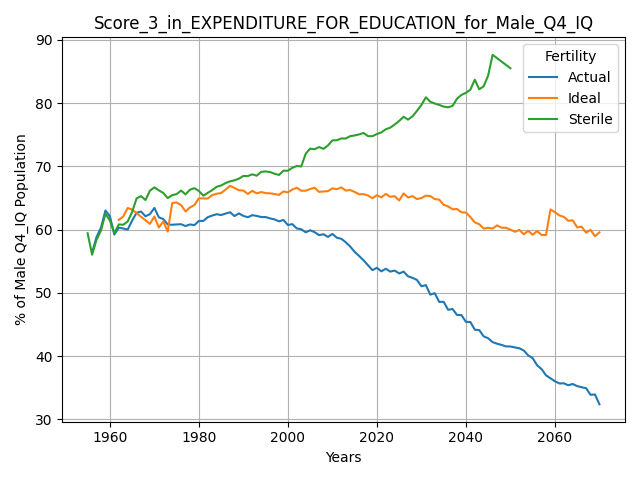 Score_3_in_EXPENDITURE_FOR_EDUCATION_for_Male_Q4_IQ
90
80
70
60
50
40
30
% of Male Q4_IQ Population
Fertility
Actual
Ideal
Sterile
1960
1980
2000
2020
2040
2060
Years